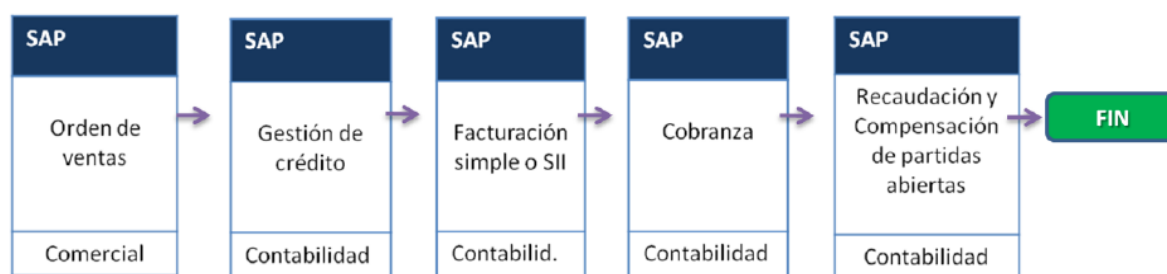 SAP
Orden de
ventas
Comercial
SAP
Gestión de
crédito
Contabilidad
SAP
Facturación
simple o SII
Contabilid.
SAP
Cobranza
Contabilidad
SAP
Recaudación y
Compensación
de partidas
abiertas
Contabilidad
FIN